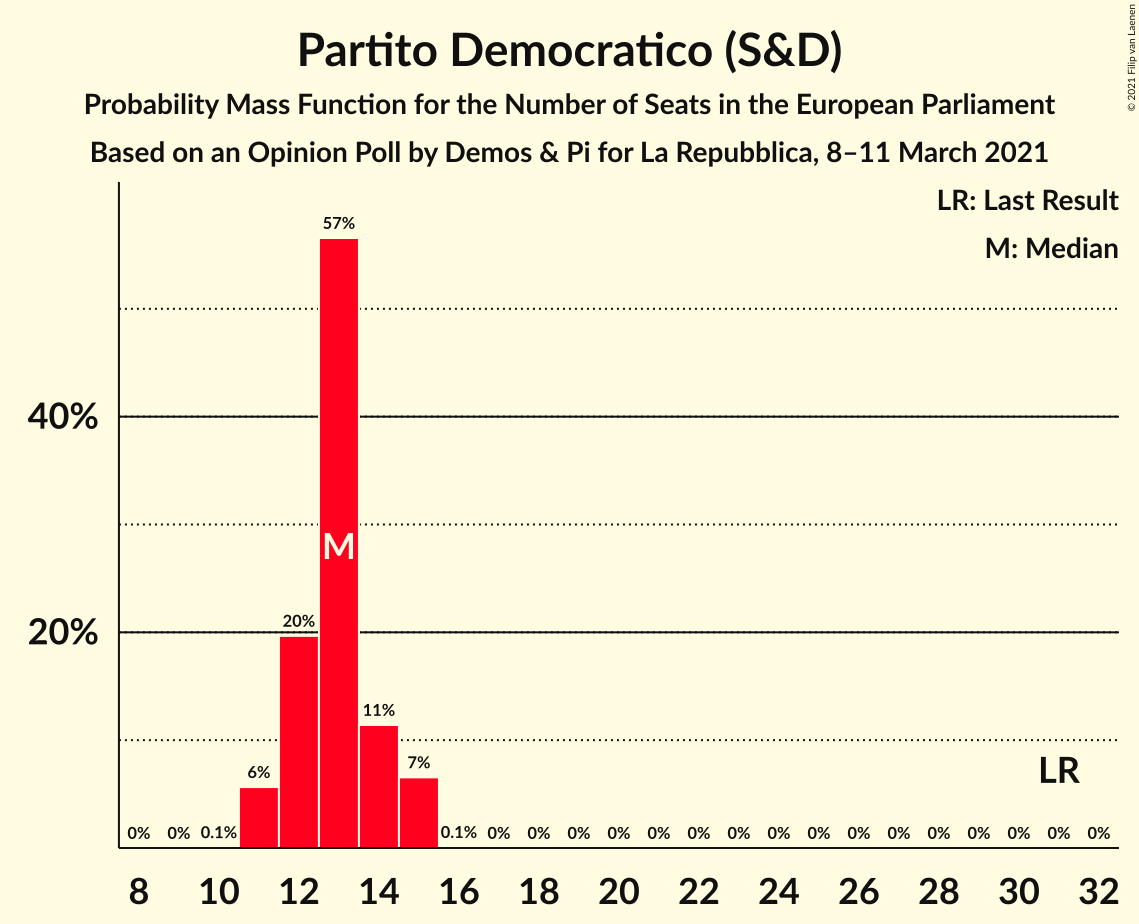 Partito Democratico (S&D)
Probability Mass Function for the Number of Seats in the European Parliament
Based on an Opinion Poll by Demos & Pi for La Repubblica, 8–11 March 2021
© 2021 Filip van Laenen
LR: Last Result
M: Median
57%
40%
M
20%
20%
11%
LR
6%
7%
0% 0% 0.1% 0.1% 0% 0% 0% 0% 0% 0% 0% 0% 0% 0% 0% 0% 0% 0% 0% 0%
8 10 12 14 16 18 20 22 24 26 28 30 32